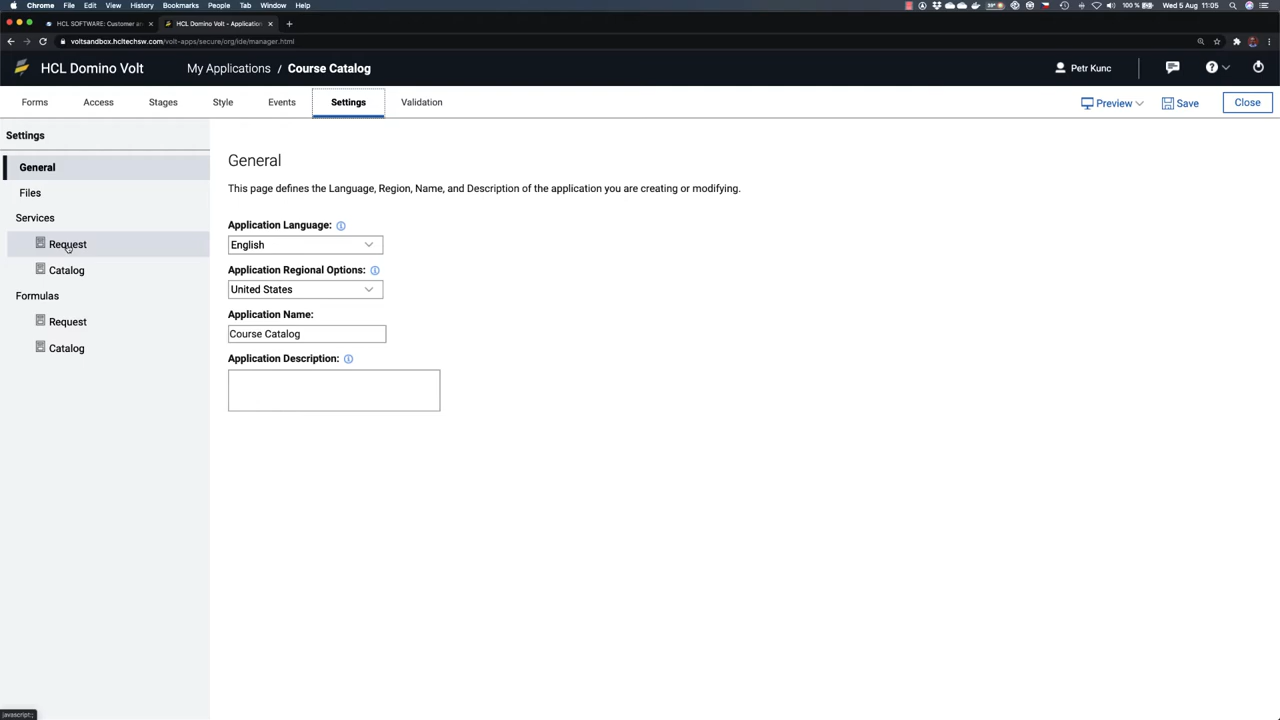 Chrome File Edit View History Bookmarks People Tab Window Help
100 % Wed 5 Aug 11:05
HCL SOFTWARE: Customer an
HCL Domino Volt - Application
voltsandbox.hcltechsw.com/volt-apps/secure/org/ide/manager.html
HCL Domino Volt My Applications / Course Catalog Petr Kunc
Forms Access Stages Style Events Settings Validation Preview Save Close
Settings
General
Files
Services
Request
Catalog
Formulas
Request
Catalog
General
This page defines the Language, Region, Name, and Description of the application you are creating or modifying.
Application Language:
English
Application Regional Options:
United States
Application Name:
Course Catalog
Application Description:
javascript:;